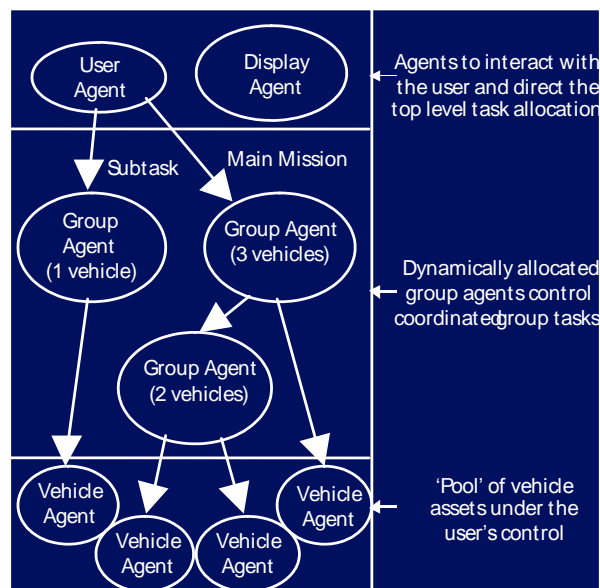 User
Agent
Display
Agent
Agents to interact with
the user and direct the
top level task allocation
Subtask
Main Mission
Group
Agent
(1 vehicle)
Group Agent
(3 vehicles)
Dynamically allocated
group agents control
coordinatedgroup tasks
Group Agent
(2 vehicles)
Vehicle
Agent
Vehicle
Agent
Vehicle
Agent
Vehicle
Agent
‘Pool’ of vehicle
assets under the
user’s control